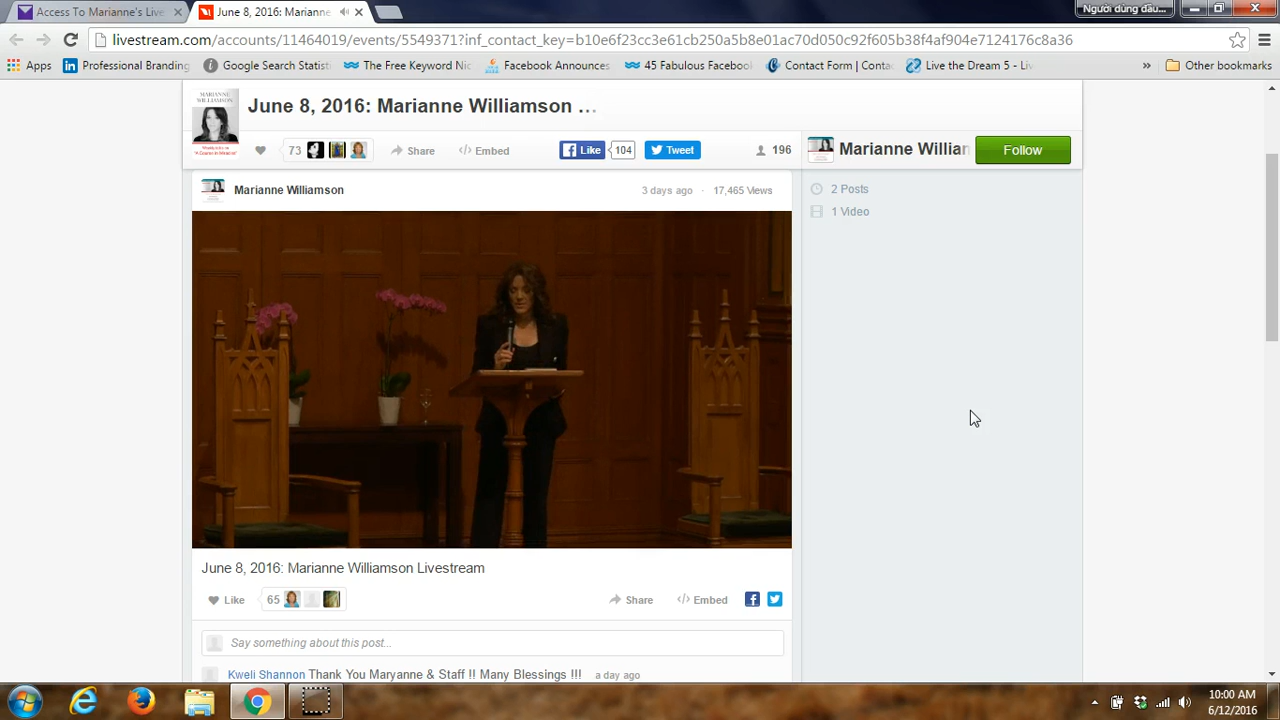 Access To Marianne's Live
June 8, 2016: Marianne
Người dùng đầu...
livestream.com/accounts/11464019/events/5549371?inf_contact_key=b10e6f23cc3e61cb250a5b8e01ac70d050c92f605b38f4af904e7124176c8a36
Apps Professional Branding Google Search Statist The Free Keyword Nic Facebook Announces 45 Fabulous Facebook Contact Form | Conta Live the Dream 5 - Liv » Other bookmarks
MARIANNE
WILLIAMSON
June 8, 2016: Marianne Williamson ...
73 Share Embed Like 104 Tweet 196 Marianne Willian Follow
Marianne Williamson 3 days ago · 17,465 Views
2 Posts
1 Video
June 8, 2016: Marianne Williamson Livestream
Like 65 Share Embed
Say something about this post...
Kweli Shannon Thank You Maryanne & Staff !! Many Blessings !!! a day ago
10:00 AM
6/12/2016